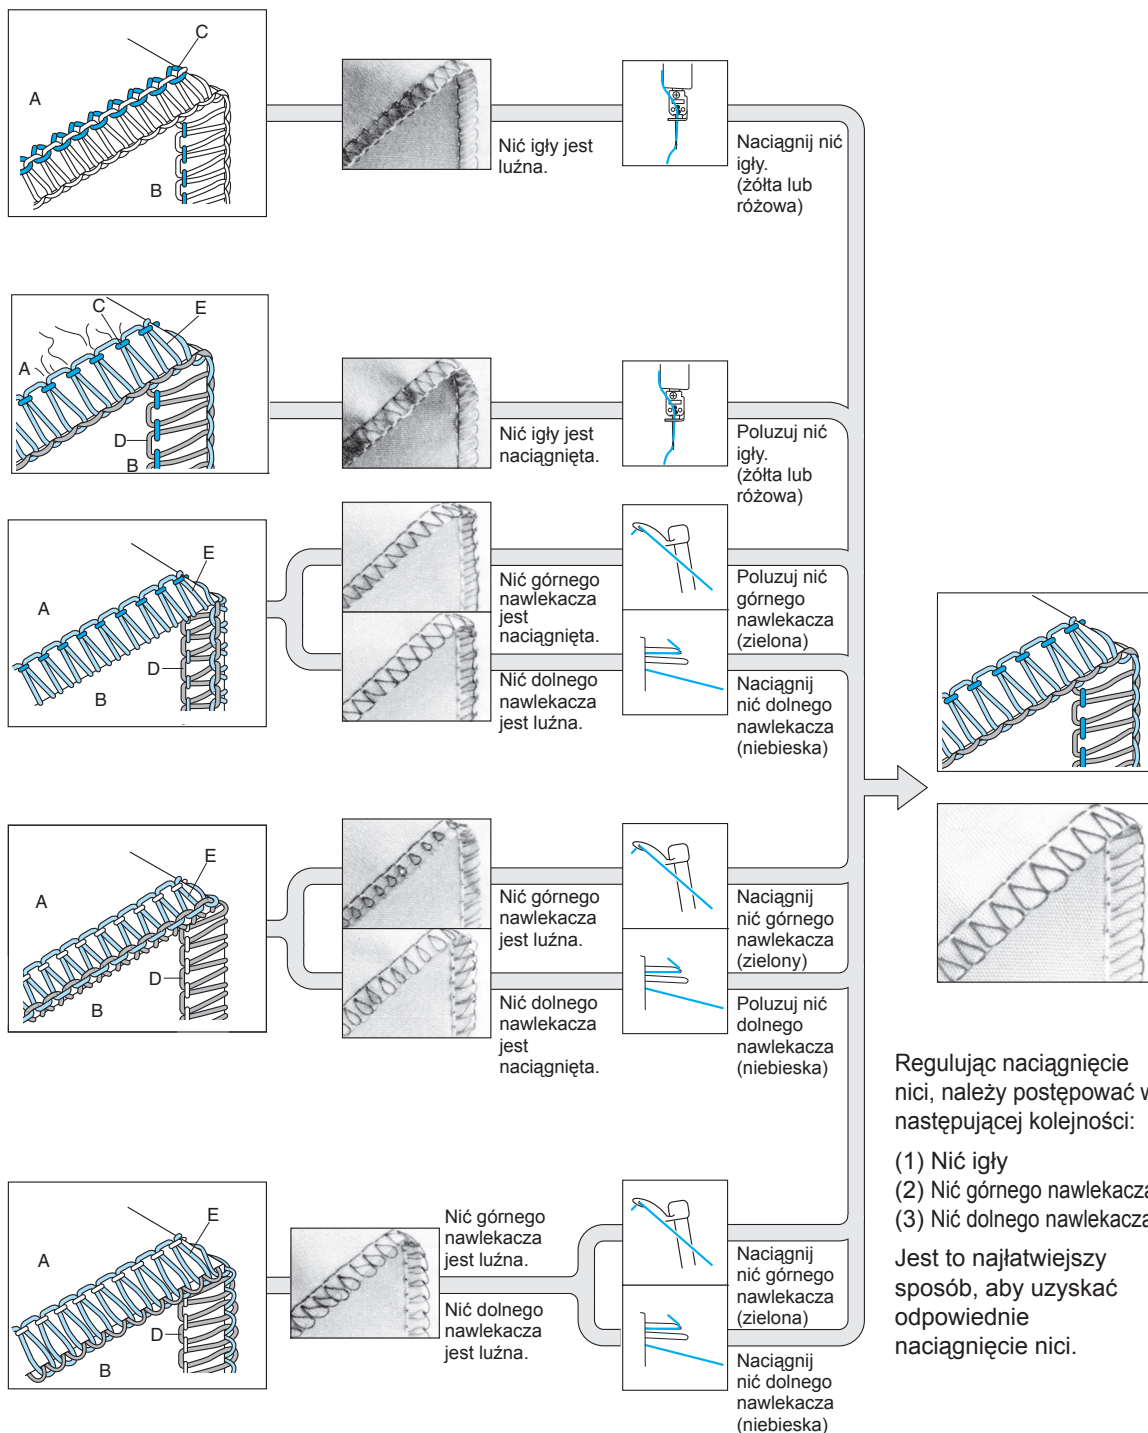 C
A
B
Nić igły jest
luźna.
Naciągnij nić
igły.
(żółta lub
różowa)
C
E
A
D
B
Nić igły jest
naciągnięta.
Poluzuj nić
igły.
(żółta lub
różowa)
E
A
D
B
Nić górnego
nawlekacza
jest
naciągnięta.
Poluzuj nić
górnego
nawlekacza
(zielona)
Nić dolnego
nawlekacza
jest luźna.
Naciągnij
nić dolnego
nawlekacza
(niebieska)
E
A
D
B
Nić górnego
nawlekacza
jest luźna.
Naciągnij
nić górnego
nawlekacza
(zielony)
Nić dolnego
nawlekacza
jest
naciągnięta.
Poluzuj nić
dolnego
nawlekacza
(niebieska)
E
A
D
B
Nić górnego
nawlekacza
jest luźna.
Nić dolnego
nawlekacza
jest luźna.
Naciągnij
nić górnego
nawlekacza
(zielona)
Naciągnij
nić dolnego
nawlekacza
(niebieska)
Regulując naciągnięcie
nici, należy postępować w
następującej kolejności:
(1) Nić igły
(2) Nić górnego nawlekacza
(3) Nić dolnego nawlekacza
Jest to najłatwiejszy
sposób, aby uzyskać
odpowiednie
naciągnięcie nici.